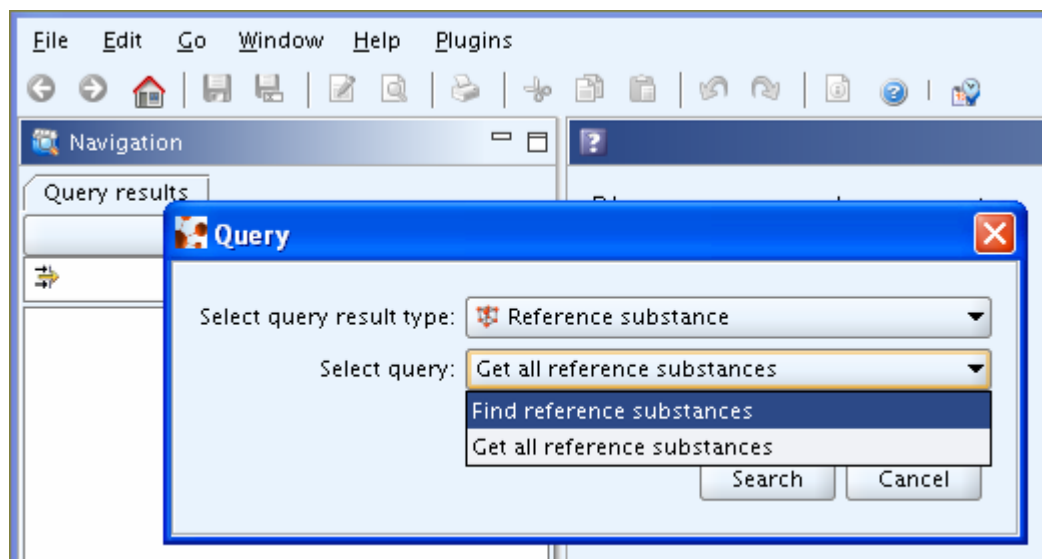 File Edit Go Window Help Plugins
Navigation
Query results
Query
Select query result type: Reference substance
Select query: Get all reference substances
Find reference substances
Get all reference substances
Search Cancel